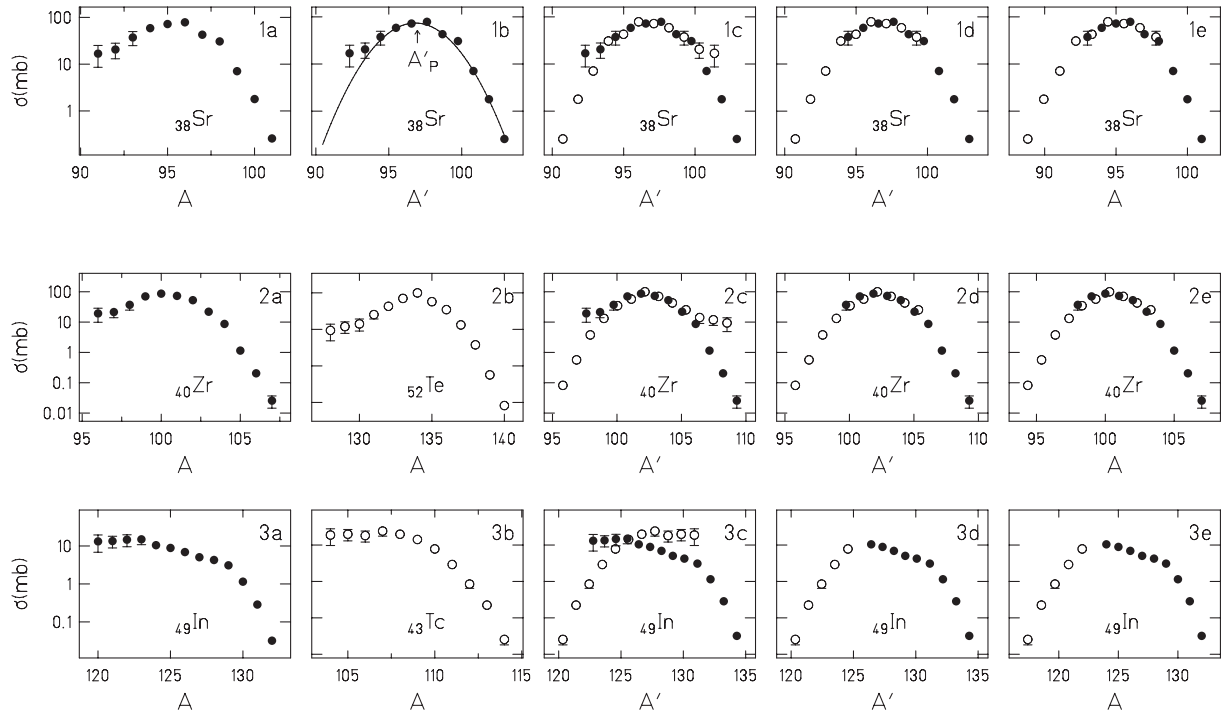 1a 1b 1c 1d 1e
σ(mb)
100
10
1
A′P
38Sr 38Sr 38Sr 38Sr 38Sr
90 95 100 90 95 100 90 95 100 90 95 100 90 95 100
A A′ A′ A′ A
2a 2b 2c 2d 2e
σ(mb)
100
10
1
0.1
0.01
40Zr 52Te 40Zr 40Zr 40Zr
95 100 105 130 135 140 95 100 105 110 95 100 105 110 95 100 105
A A A′ A′ A
3a 3b 3c 3d 3e
σ(mb)
10
1
0.1
49In 43Tc 49In 49In 49In
120 125 130 105 110 115 120 125 130 135 120 125 130 135 120 125 130
A A A′ A′ A